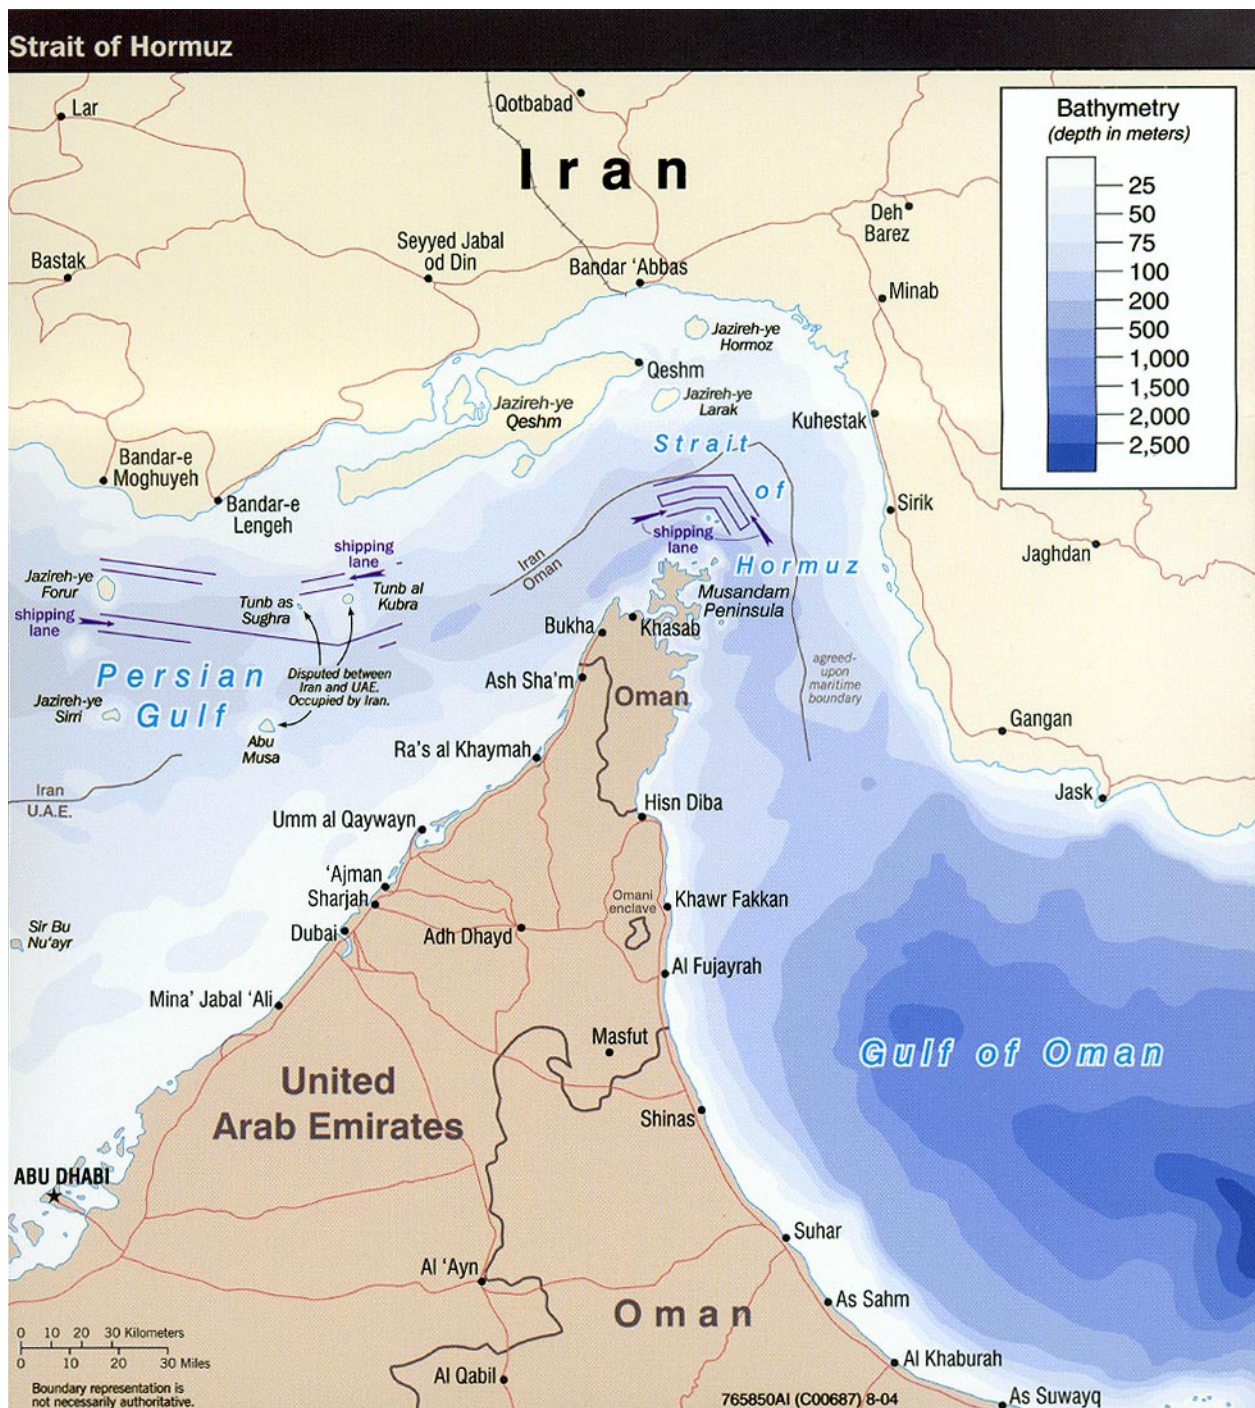 Strait of Hormuz
Lar
Qotbabad
Iran
Bathymetry
(depth in meters)
25
50
75
100
200
500
1,000
1,500
2,000
2,500
Deh
Barez
Seyyed Jabal
od Din
Bastak
Bandar ‘Abbas
Minab
Jazireh-ye
Hormoz
Qeshm
Jazireh-ye
Qeshm
Jazireh-ye
Larak
Kuhestak
Strait
of
Hormuz
Bandar-e
Moghuyeh
Bandar-e
Lengeh
Sirik
shipping
lane
Jaghdan
Iran
Oman
shipping
lane
Jazireh-ye
Forur
Tunb as
Sughra
Tunb al
Kubra
shipping
lane
Musandam
Peninsula
Bukha
Khasab
Persian
Gulf
Disputed between
Iran and UAE.
Occupied by Iran.
Ash Sha’m
Oman
agreed-
upon
maritime
boundary
Jazireh-ye
Sirri
Abu
Musa
Gangan
Ra’s al Khaymah
Iran
U.A.E.
Jask
Hisn Diba
Umm al Qaywayn
‘Ajman
Sharjah
Omani
enclave
Khawr Fakkan
Sir Bu
Nu‘ayr
Dubai
Adh Dhayd
Al Fujayrah
Mina’ Jabal ‘Ali
Masfut
Gulf of Oman
United
Arab Emirates
Shinas
ABU DHABI
Suhar
Al ‘Ayn
As Sahm
Oman
0 10 20 30 Kilometers
0 10 20 30 Miles
Al Khaburah
Al Qabil
Boundary representation is
not necessarily authoritative.
765850AI (C00687) 8-04
As Suwayq